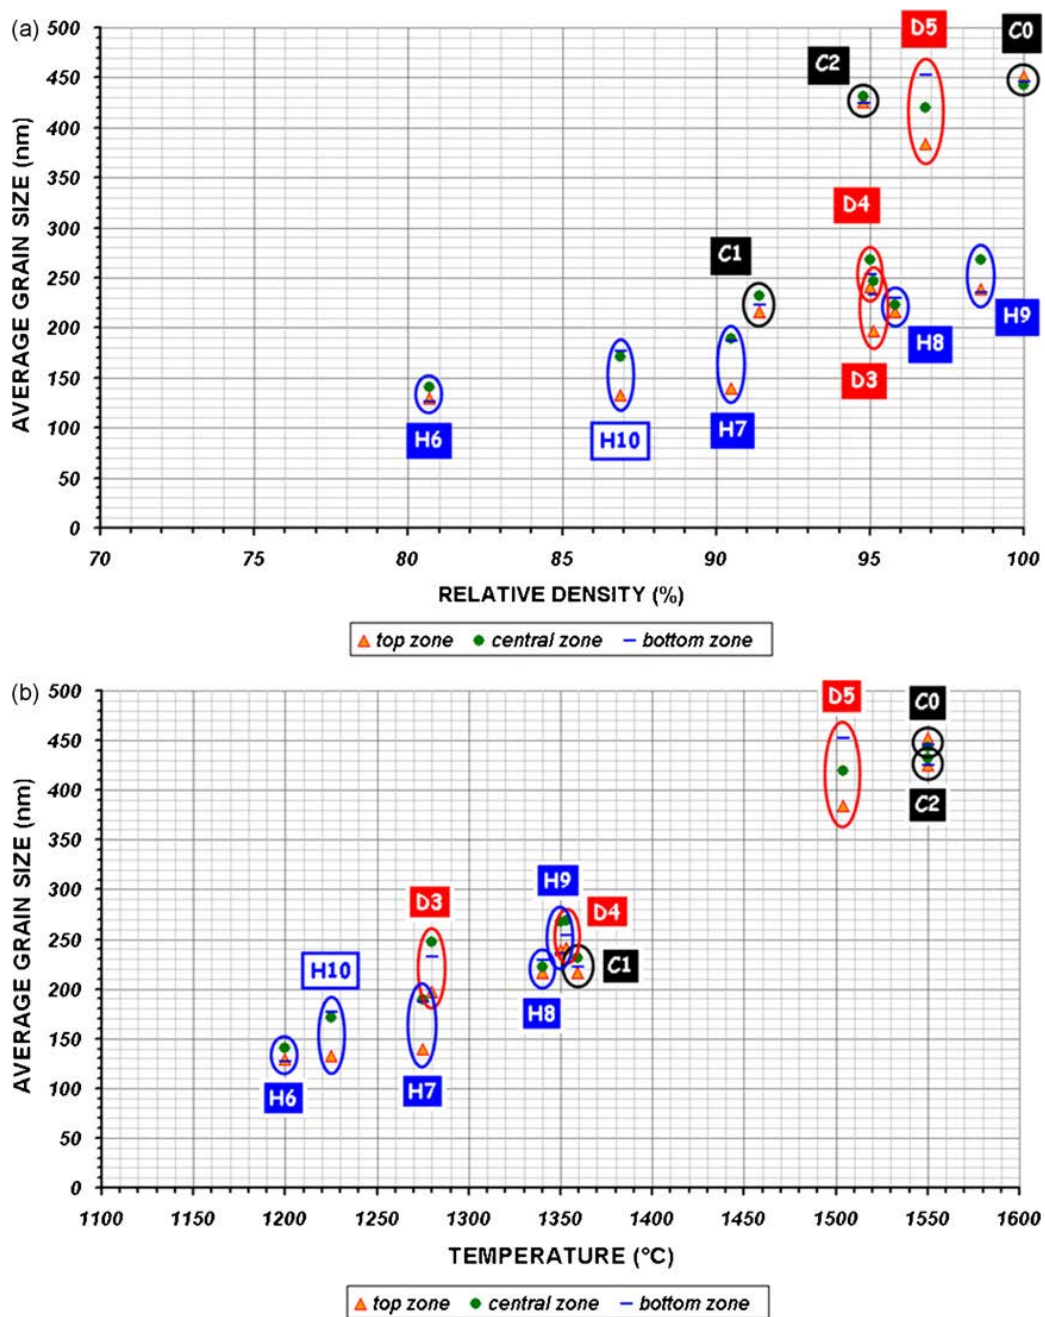 (a)
500
450
400
350
300
250
200
150
100
50
0
AVERAGE GRAIN SIZE (nm)
C2
D5
C0
D4
C1
H9
H8
D3
H7
H10
H6
70 75 80 85 90 95 100
RELATIVE DENSITY (%)
top zone central zone bottom zone
(b)
500
450
400
350
300
250
200
150
100
50
0
AVERAGE GRAIN SIZE (nm)
D5
C0
C2
H9
D3
D4
H10
C1
H8
H7
H6
1100 1150 1200 1250 1300 1350 1400 1450 1500 1550 1600
TEMPERATURE (°C)
top zone central zone bottom zone